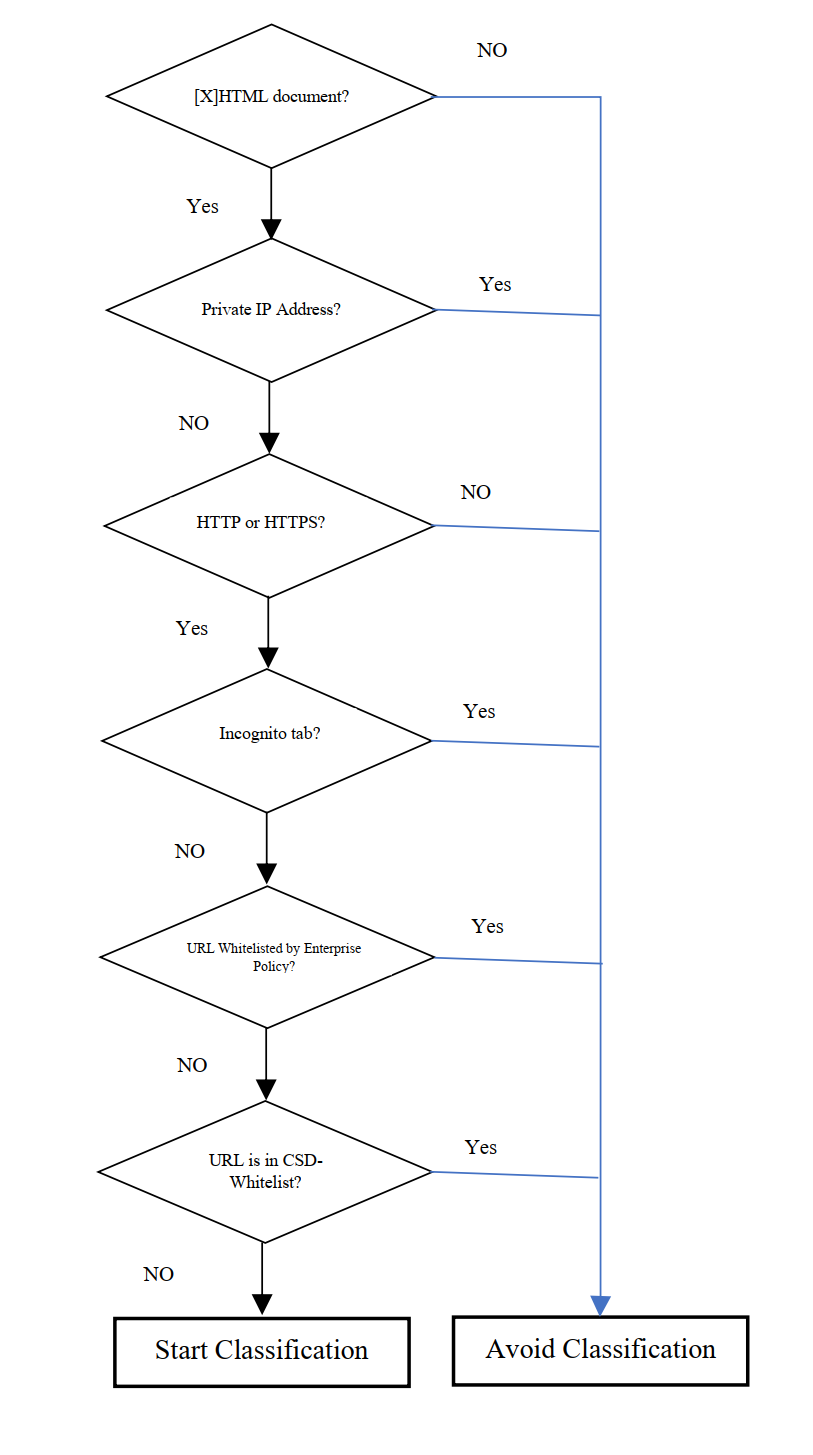 NO
[X]HTML document?
Yes
Yes
Private IP Address?
NO
NO
HTTP or HTTPS?
Yes
Yes
Incognito tab?
NO
Yes
URL Whitelisted by Enterprise
Policy?
NO
Yes
URL is in CSD-
Whitelist?
NO
Start Classification
Avoid Classification